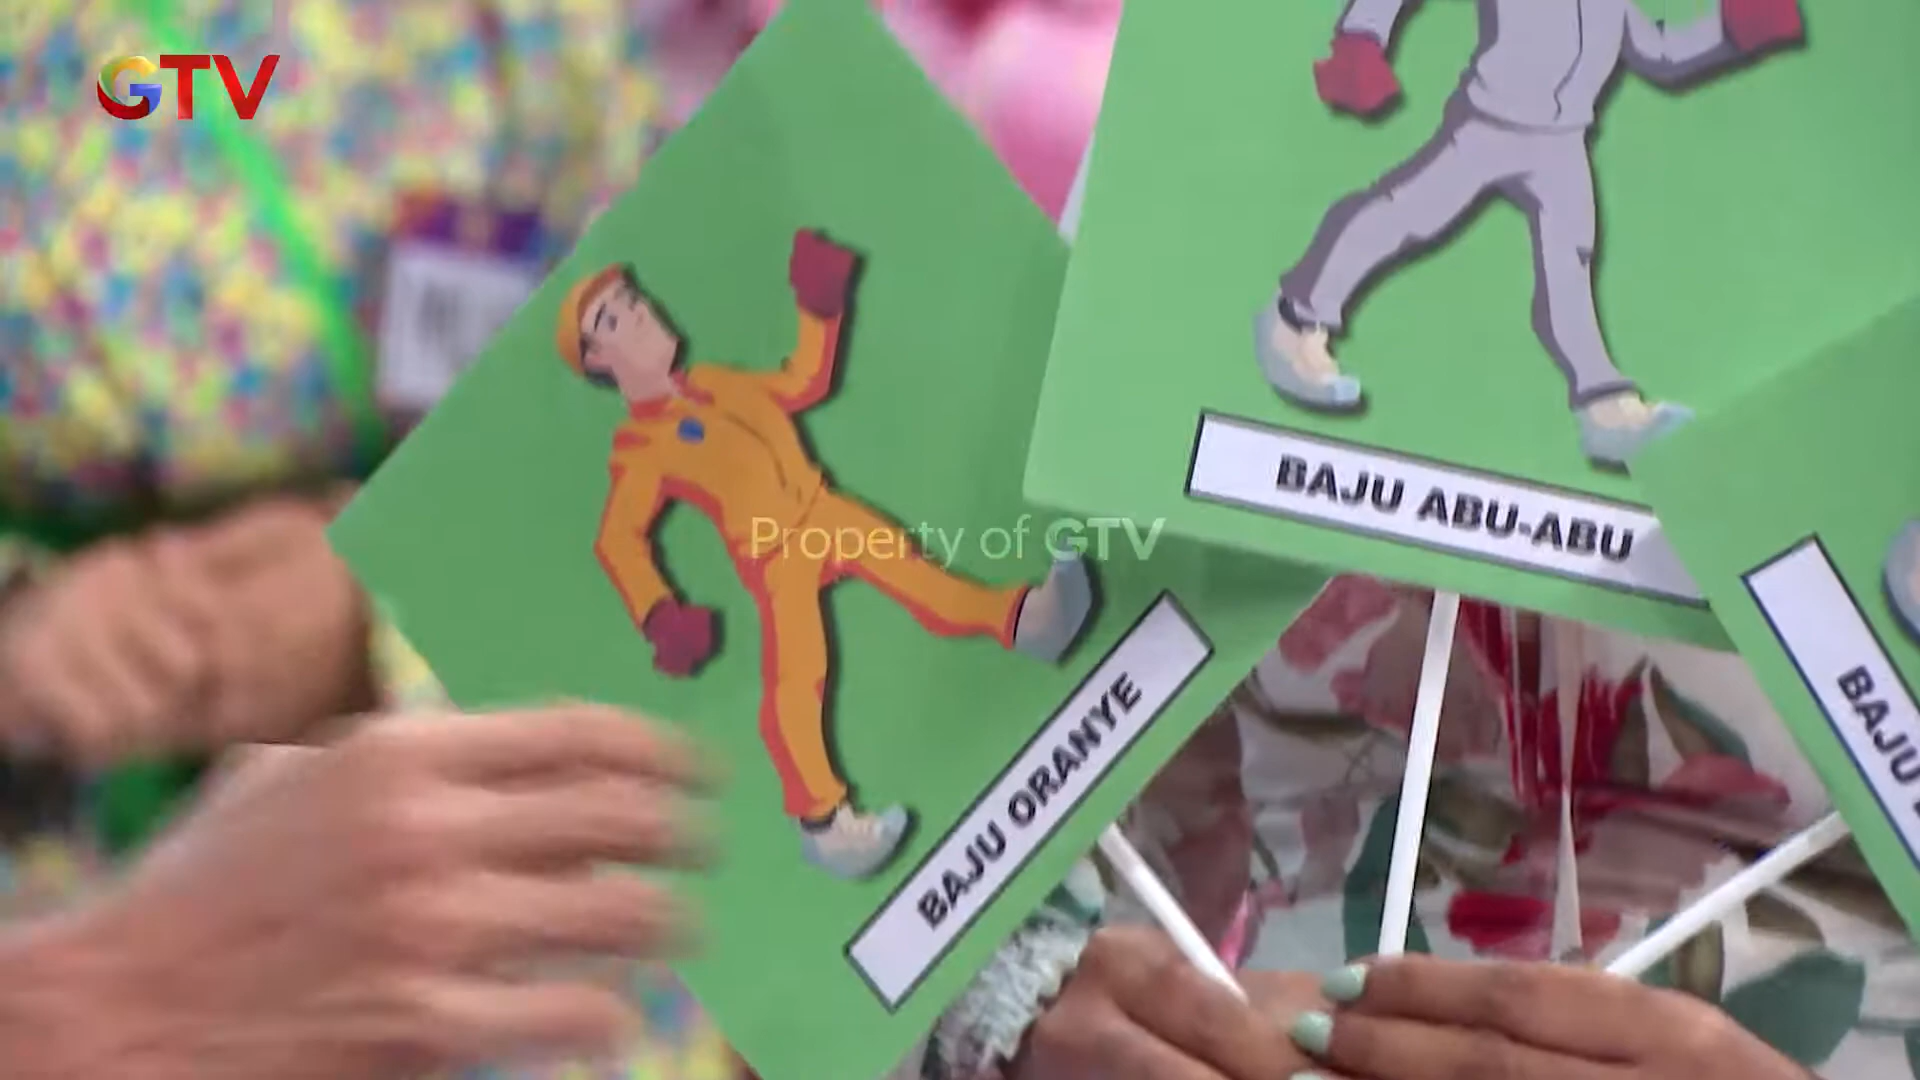 GTV
BAJU ABU-ABU
Property of GTV
BAJU ORANYE
BAJU